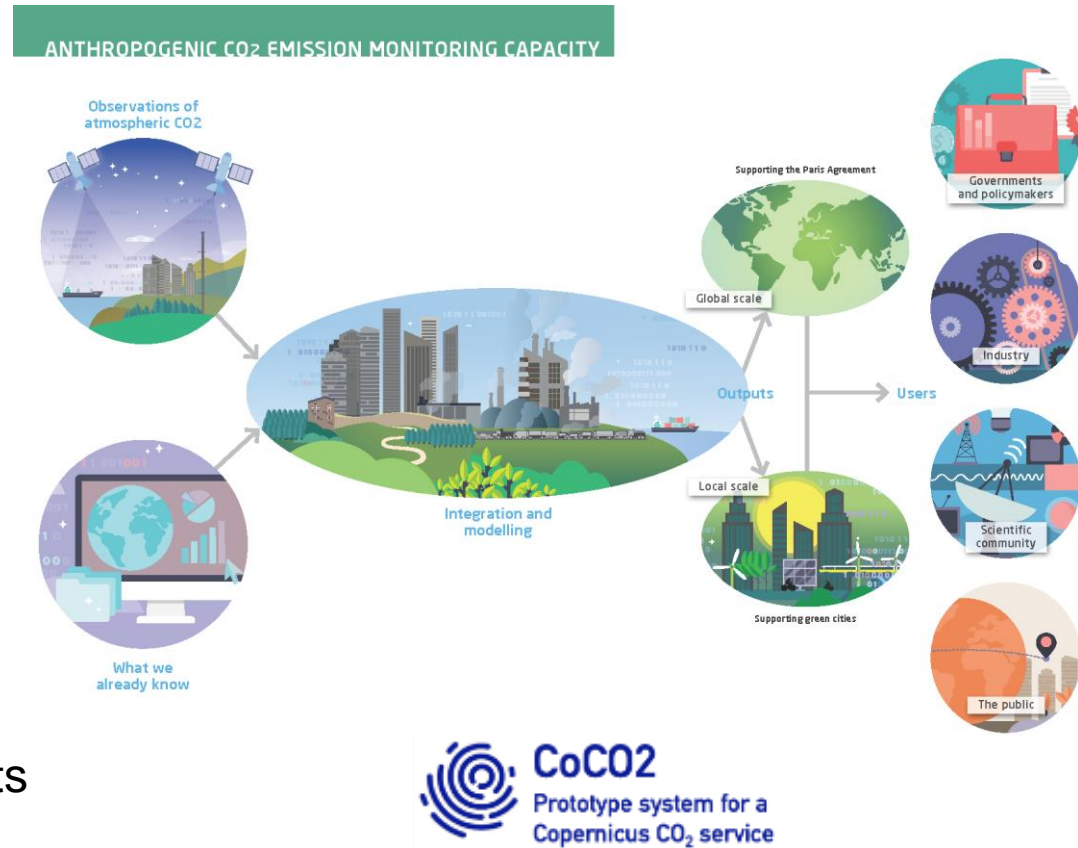 ANTHROPOGENIC CO2 EMISSION MONITORING CAPACITY
Observations of
atmospheric CO2
What we
already know
Integration and
modelling
Supporting the Paris Agreement
Global scale
Outputs
Local scale
Supporting green cities
Users
Governments
and policymakers
Industry
Scientific
community
The public
ts
CoCO2
Prototype system for a
Copernicus CO₂ service